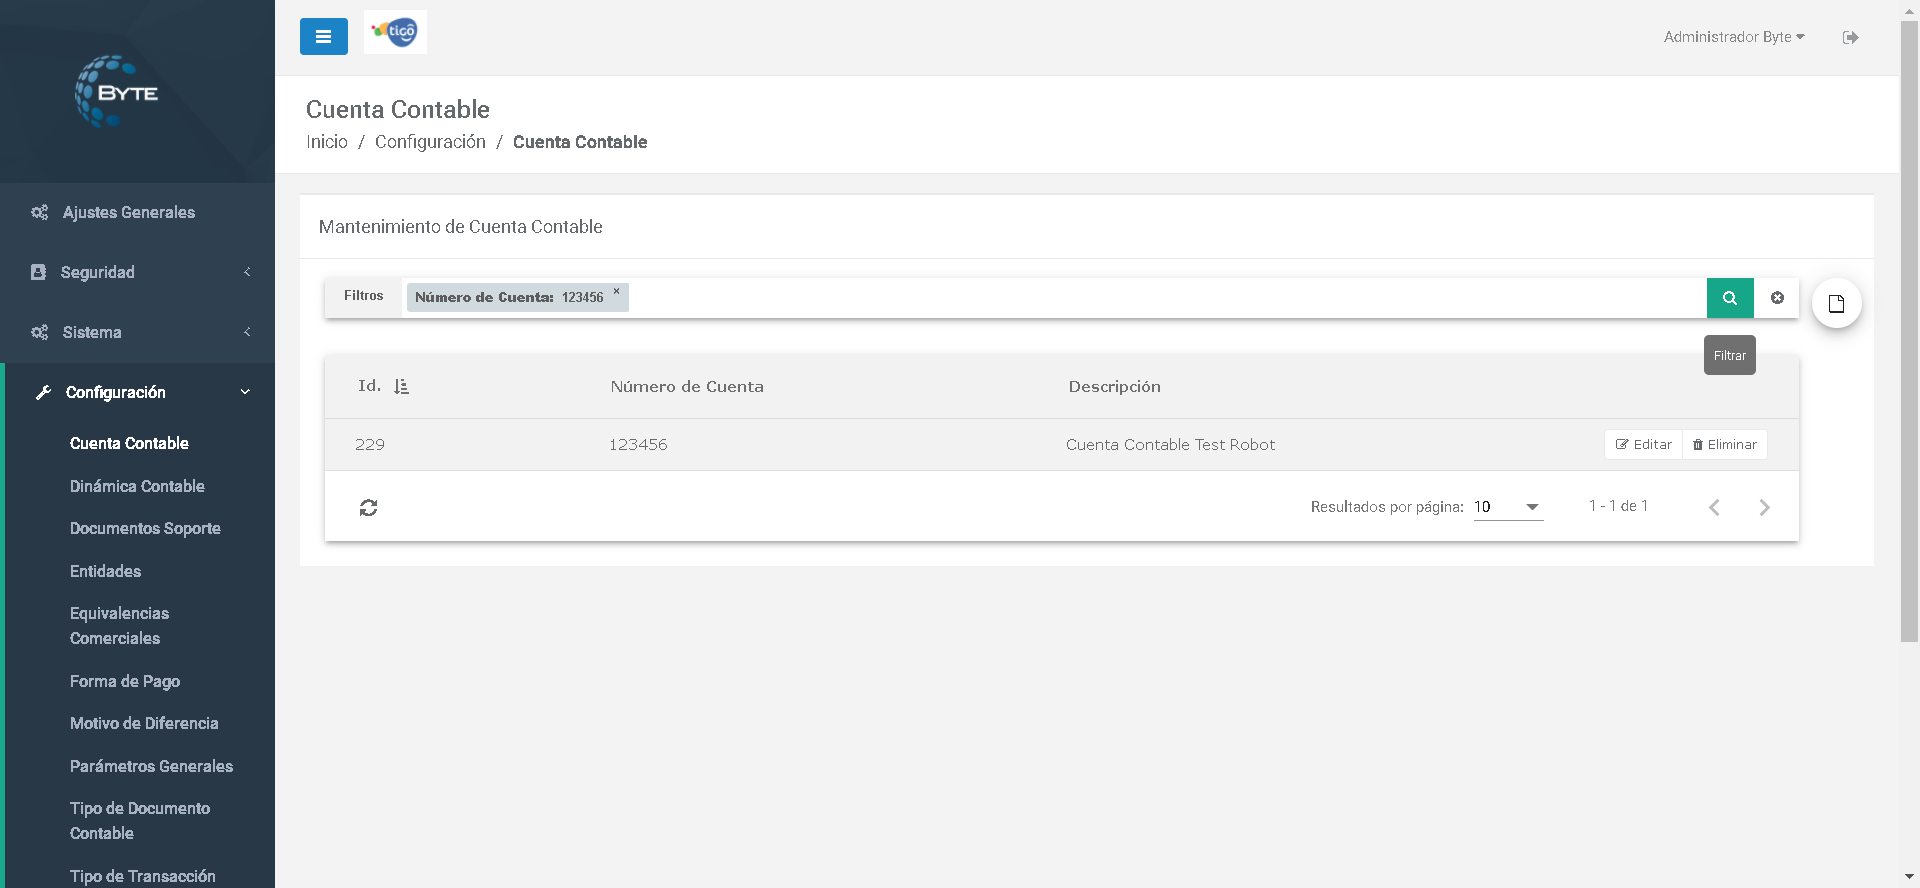 BYTE
tigo
Administrador Byte
Cuenta Contable
Inicio / Configuración / Cuenta Contable
Ajustes Generales
Seguridad
Sistema
Configuración
Cuenta Contable
Dinámica Contable
Documentos Soporte
Entidades
Equivalencias
Comerciales
Forma de Pago
Motivo de Diferencia
Parámetros Generales
Tipo de Documento
Contable
Tipo de Transacción
Mantenimiento de Cuenta Contable
Filtros Número de Cuenta: 123456 ×
Filtrar
Id. Número de Cuenta Descripción
229 123456 Cuenta Contable Test Robot Editar Eliminar
Resultados por página: 10 1 - 1 de 1